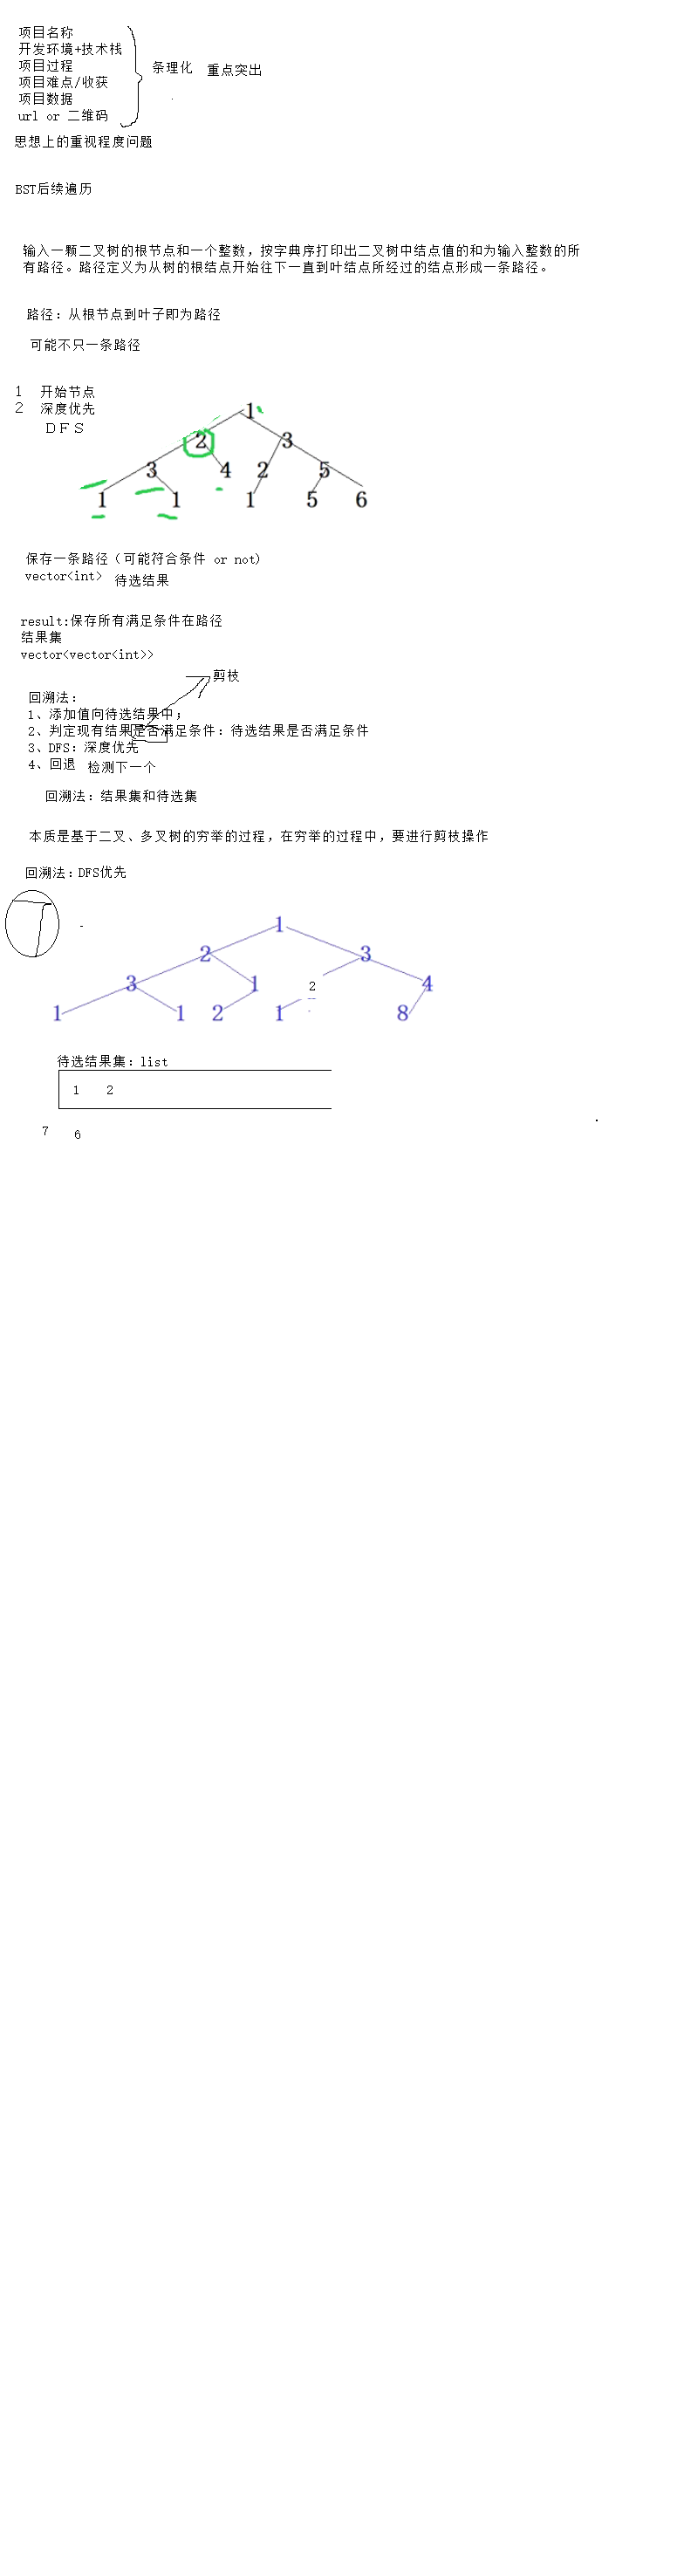 项目名称
开发环境+技术栈
项目过程
项目难点/收获
项目数据
url or 二维码
条理化 重点突出
思想上的重视程度问题
BST后续遍历
输入一颗二叉树的根节点和一个整数，按字典序打印出二叉树中结点值的和为输入整数的所
有路径。路径定义为从树的根结点开始往下一直到叶结点所经过的结点形成一条路径。
路径：从根节点到叶子即为路径
可能不只一条路径
1 开始节点
2 深度优先
DFS
1
2 3
3 4 2 5
1 1 1 5 6
保存一条路径（可能符合条件 or not)
vector<int> 待选结果
result:保存所有满足条件在路径
结果集
vector<vector<int>>
剪枝
回溯法：
1、添加值向待选结果中；
2、判定现有结果是否满足条件：待选结果是否满足条件
3、DFS：深度优先
4、回退 检测下一个
回溯法：结果集和待选集
本质是基于二叉、多叉树的穷举的过程，在穷举的过程中，要进行剪枝操作
回溯法：DFS优先
7
1
2 3
3 1 2 4
1 1 2 1 8
待选结果集：list
1 2
7 6